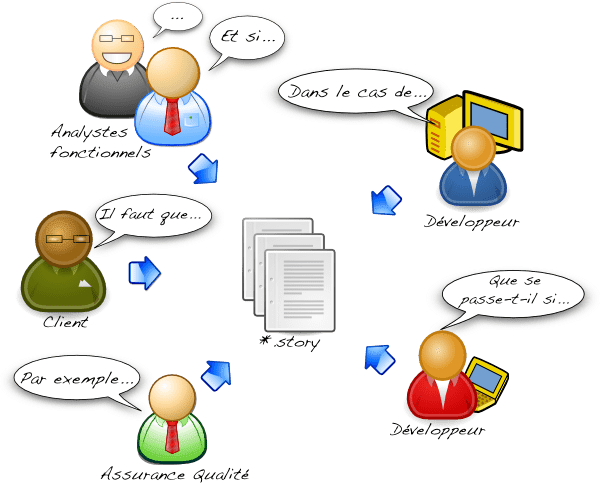 ...
Et si...
Analystes
fonctionnels
Dans le cas de...
Développeur
Il faut que...
Client
* .story
Que se
passe-t-il si...
Développeur
Par exemple...
Assurance Qualité